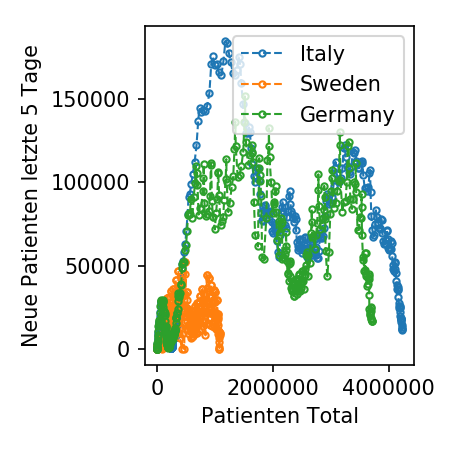 Neue Patienten letzte 5 Tage
150000
100000
50000
0
Italy
Sweden
Germany
0 2000000 4000000
Patienten Total